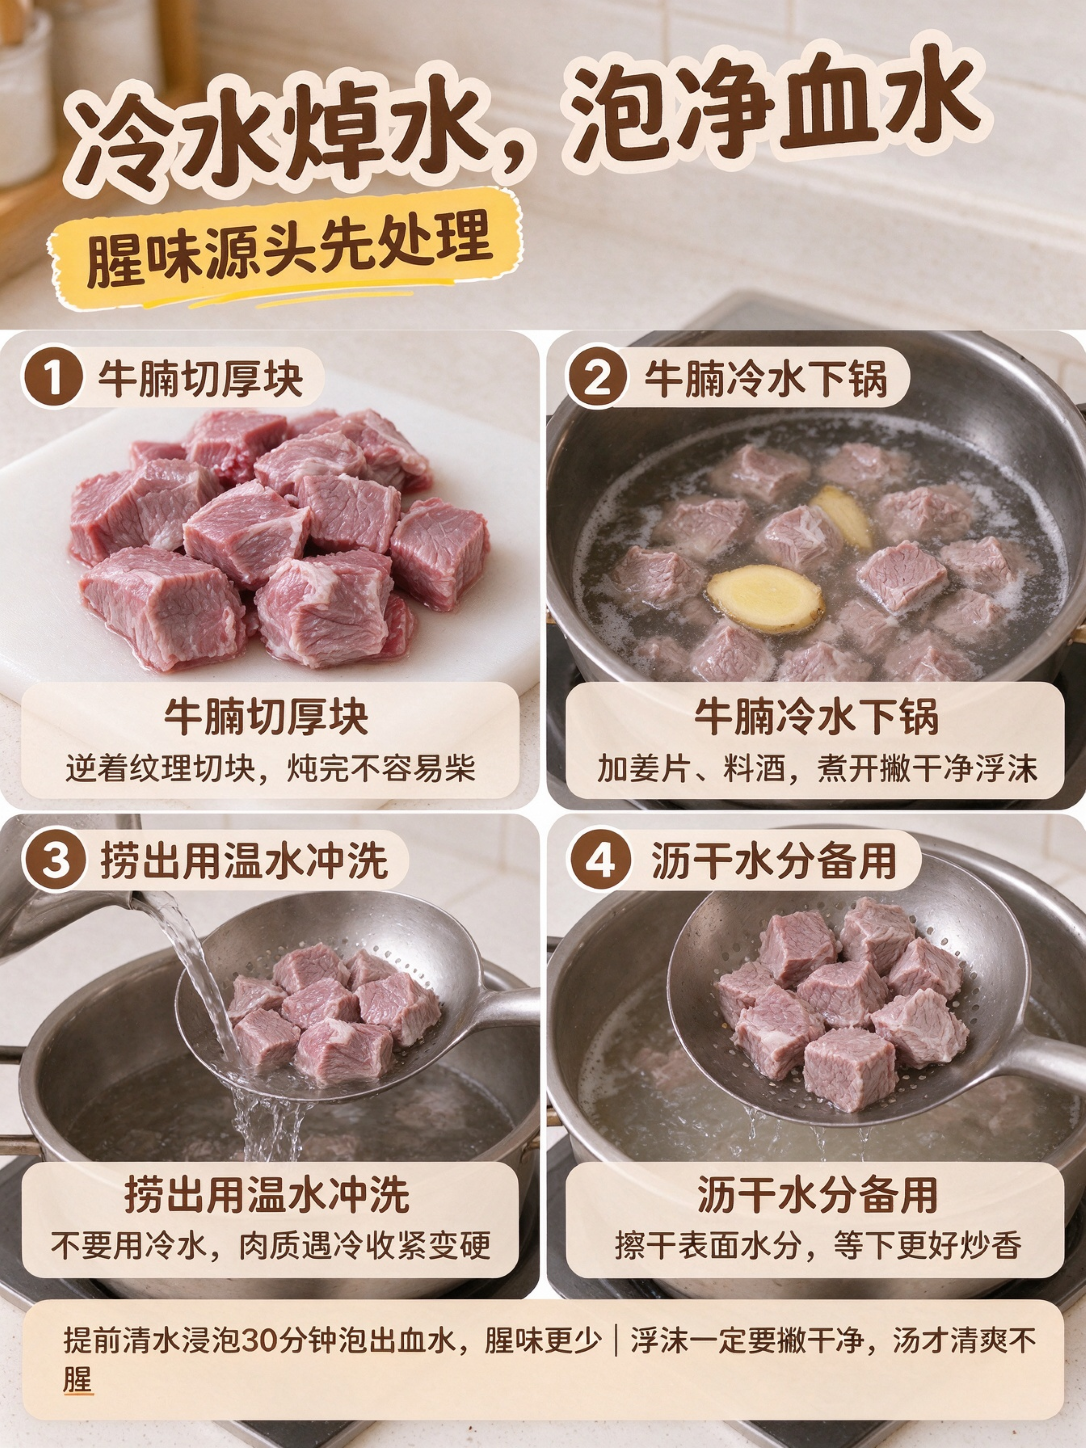 冷水焯水，泡净血水
腥味源头先处理
1 牛腩切厚块
牛腩切厚块
逆着纹理切块，炖完不容易柴
2 牛腩冷水下锅
牛腩冷水下锅
加姜片、料酒，煮开撇干净浮沫
3 捞出用温水冲洗
捞出用温水冲洗
不要用冷水，肉质遇冷收紧变硬
4 沥干水分备用
沥干水分备用
擦干表面水分，等下更好炒香
提前清水浸泡30分钟泡出血水，腥味更少｜浮沫一定要撇干净，汤才清爽不
腥